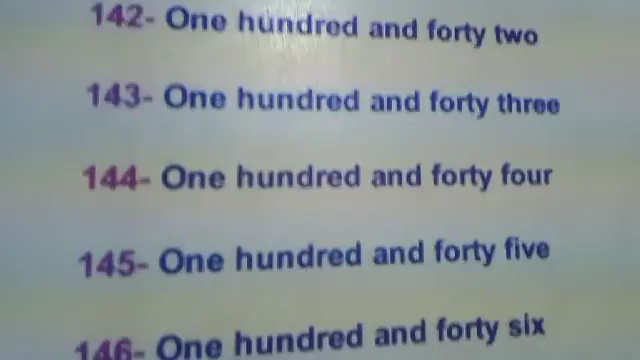 142- One hundred and forty two
143- One hundred and forty three
144- One hundred and forty four
145- One hundred and forty five
146- One hundred and forty six